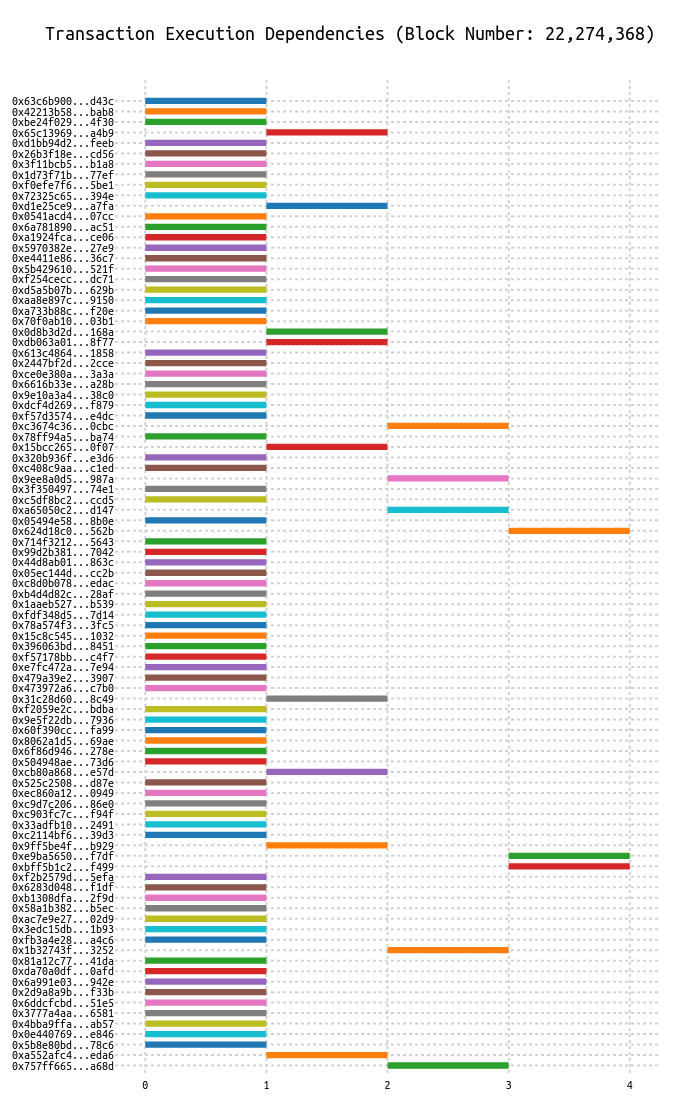 Transaction Execution Dependencies (Block Number: 22,274,368)
0x63c6b900...d43c
0x42213b58...bab8
0xbe24f029...4f30
0x65c13969...a4b9
0xd1bb94d2...feeb
0x26b3f18e...cd56
0x3f11bcb5...b1a8
0x1d73f71b...77ef
0xf0efe7f6...5be1
0x72325c65...394e
0xd1e25ce9...a7fa
0x0541acd4...07cc
0x6a781890...ac51
0xa1924fca...ce06
0x5970382e...27e9
0xe4411e86...36c7
0x5b429610...521f
0xf254cecc...dc71
0xd5a5b07b...629b
0xaa8e897c...9150
0xa733b88c...f20e
0x70f0ab10...03b1
0x0d8b3d2d...168a
0xdb063a01...8f77
0x613c4864...1858
0x2447bf2d...2cce
0xce0e380a...3a3a
0x6616b33e...a28b
0x9e10a3a4...38c0
0xdcf4d269...f879
0xf57d3574...e4dc
0xc3674c36...0cbc
0x78ff94a5...ba74
0x15bcc265...0f07
0x320b936f...e3d6
0xc408c9aa...c1ed
0x9ee8a0d5...987a
0x3f350497...74e1
0xc5df8bc2...ccd5
0xa65050c2...d147
0x05494e58...8b0e
0x624d18c0...562b
0x714f3212...5643
0x99d2b381...7042
0x44d8ab01...863c
0x05ec144d...cc2b
0xc8d0b078...edac
0xb4d4d82c...28af
0x1aaeb527...b539
0xfdf348d5...7d14
0x78a574f3...3fc5
0x15c8c545...1032
0x396063bd...8451
0xf57178bb...c4f7
0xe7fc472a...7e94
0x479a39e2...3907
0x473972a6...c7b0
0x31c28d60...8c49
0xf2059e2c...bdba
0x9e5f22db...7936
0x60f390cc...fa99
0x8062a1d5...69ae
0x6f86d946...278e
0x504948ae...73d6
0xcb80a868...e57d
0x525c2508...d87e
0xec860a12...0949
0xc9d7c206...86e0
0xc903fc7c...f94f
0x33adfb10...2491
0xc2114bf6...39d3
0x9ff5be4f...b929
0xe9ba5650...f7df
0xbff5b1c2...f499
0xf2b2579d...5efa
0x6283d048...f1df
0xb1308dfa...2f9d
0x58a1b382...b5ec
0xac7e9e27...02d9
0x3edc15db...1b93
0xfb3a4e28...a4c6
0x1b32743f...3252
0x81a12c77...41da
0xda70a0df...0afd
0x6a991e03...942e
0x2d9a8a9b...f33b
0x6ddcfcbd...51e5
0x3777a4aa...6581
0x4bba9ffa...ab57
0x0e440769...e846
0x5b8e80bd...78c6
0xa552afc4...eda6
0x757ff665...a68d
0 1 2 3 4